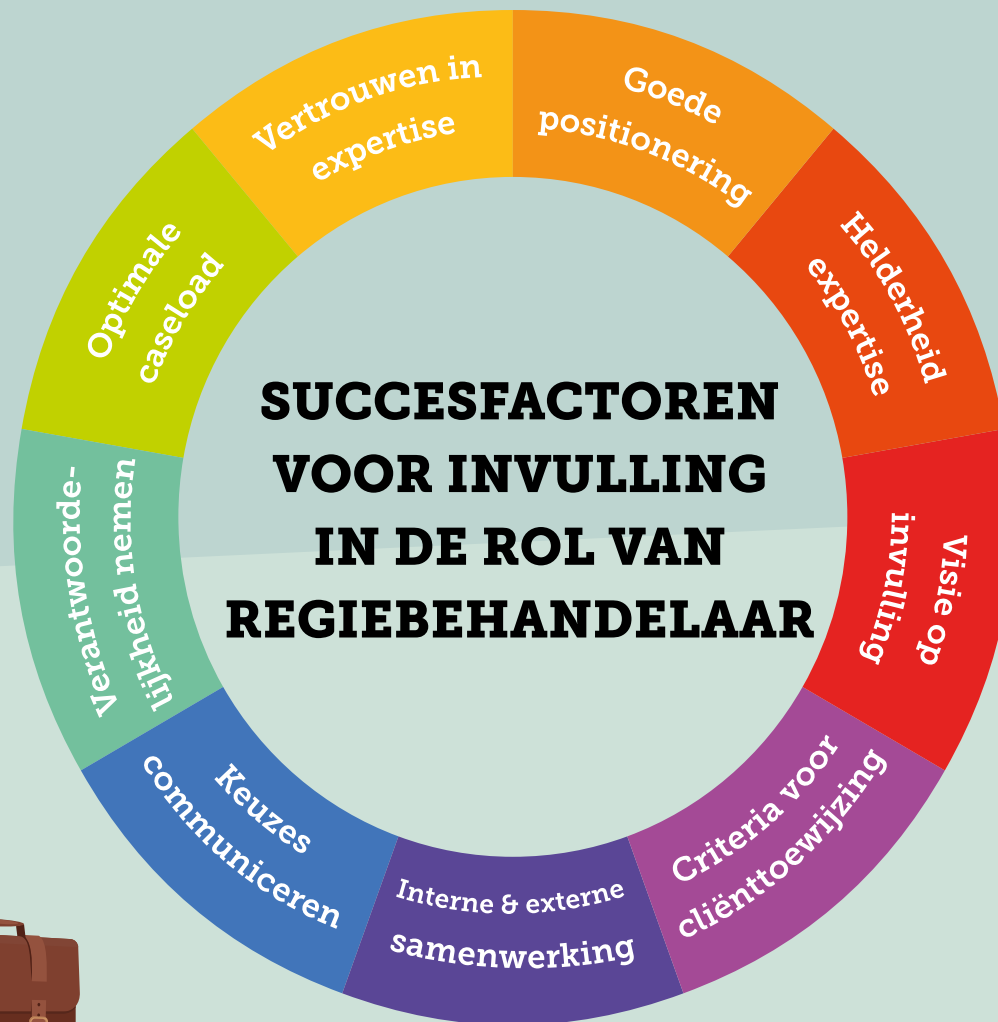 SUCCESFACTOREN
VOOR INVULLING
IN DE ROL VAN
REGIEBEHANDELAAR
Goede
positionering
Helderheid
expertise
Visie op
invulling
Criteria voor
cliënttoewijzing
Interne & externe
samenwerking
Keuzes
communiceren
Verantwoorde-
lijkheid nemen
Optimale
caseload
Vertrouwen in
expertise